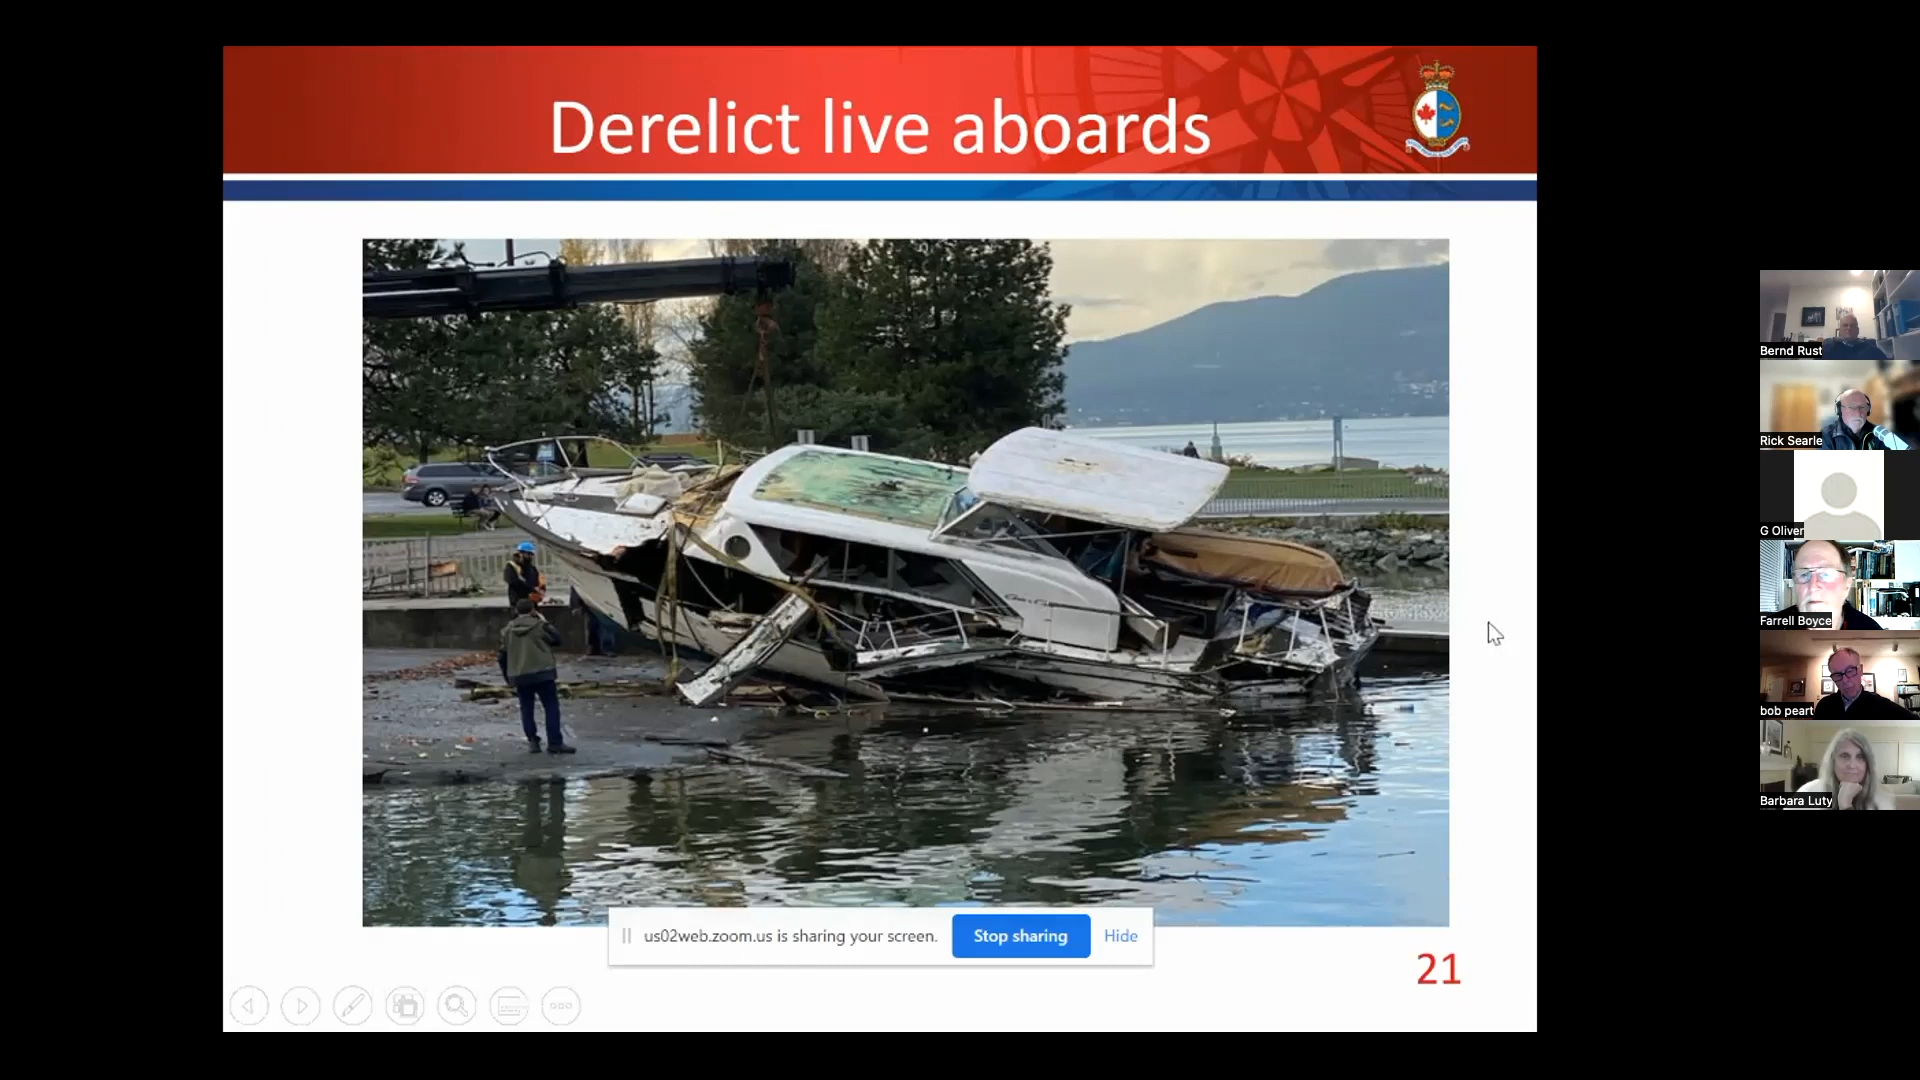 Derelict live aboards
us02web.zoom.us is sharing your screen.
Stop sharing
Hide
21
Bernd Rust
Rick Searle
G Oliver
Farrell Boyce
bob peart
Barbara Luty